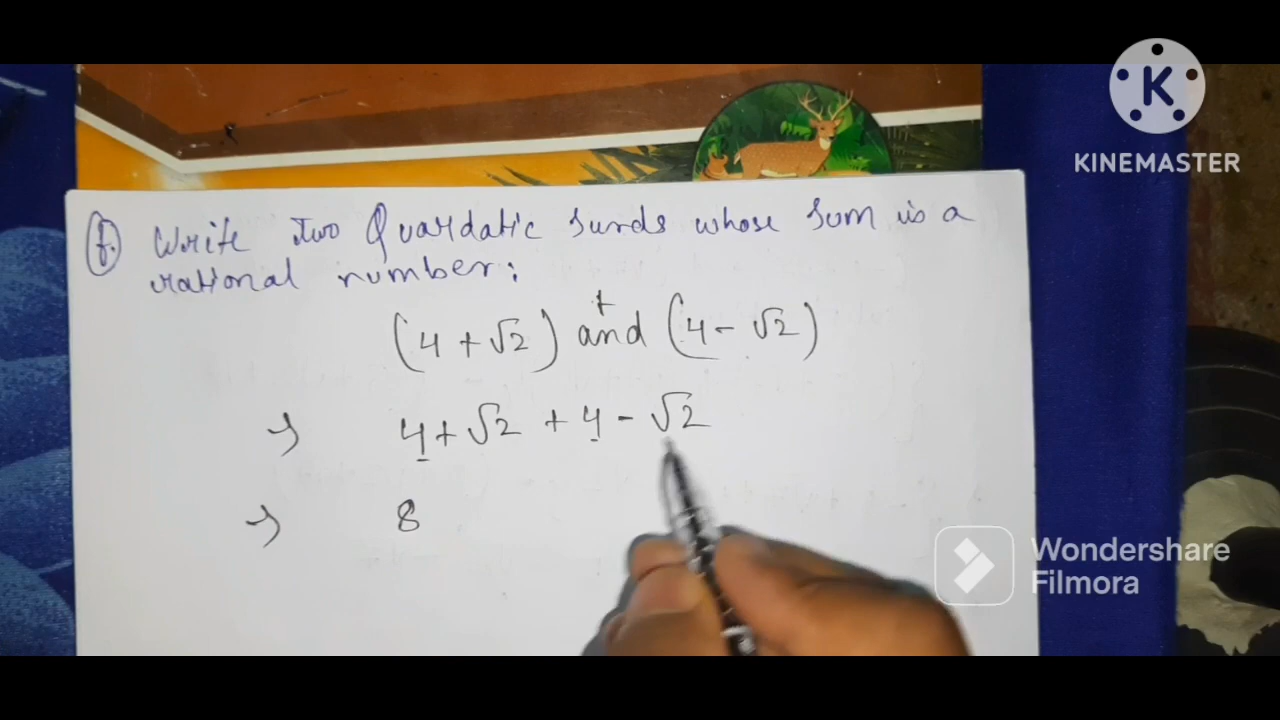 K
KINEMASTER
Q. Write two Quardatic surds whose sum is a
rational number:
+
(4 + √2) and (4 - √2)
→ 4 + √2 + 4 - √2
→ 8
Wondershare
Filmora